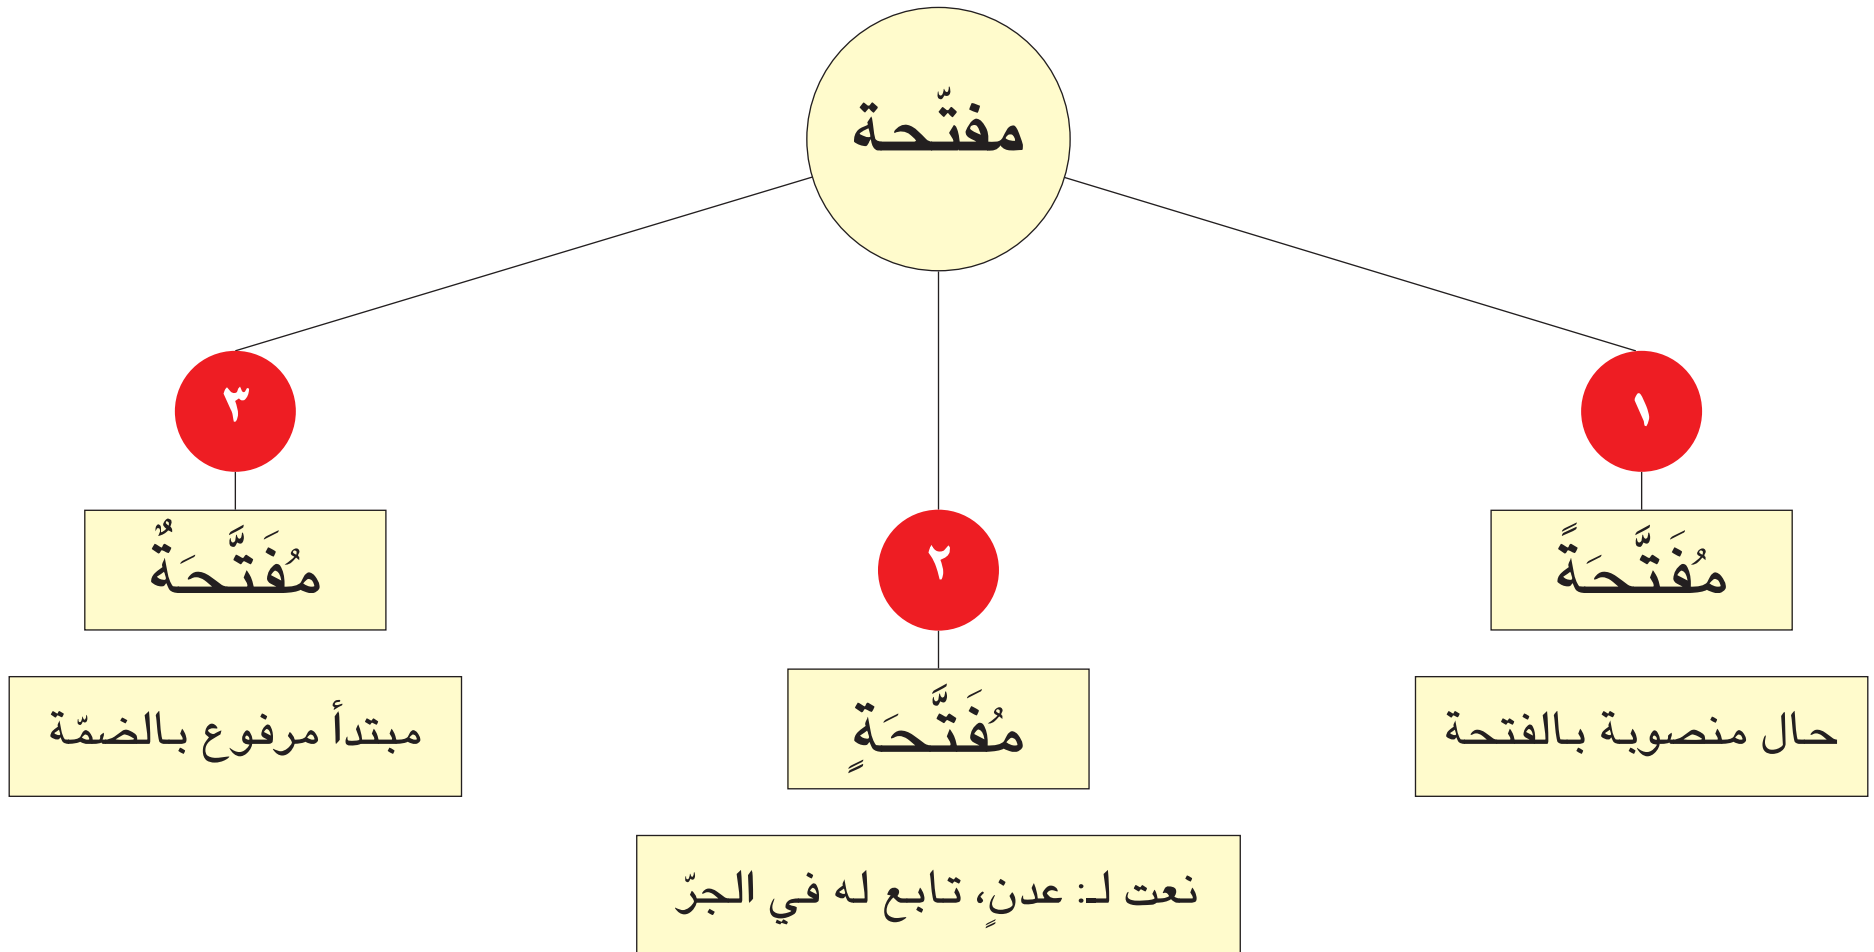 مفتّحة
١
مُفَتَّحَةً
حال منصوبة بالفتحة
٢
مُفَتَّحَةٍ
نعت لـ: عدنٍ، تابع له في الجرّ
٣
مُفَتَّحَةٌ
مبتدأ مرفوع بالضمّة